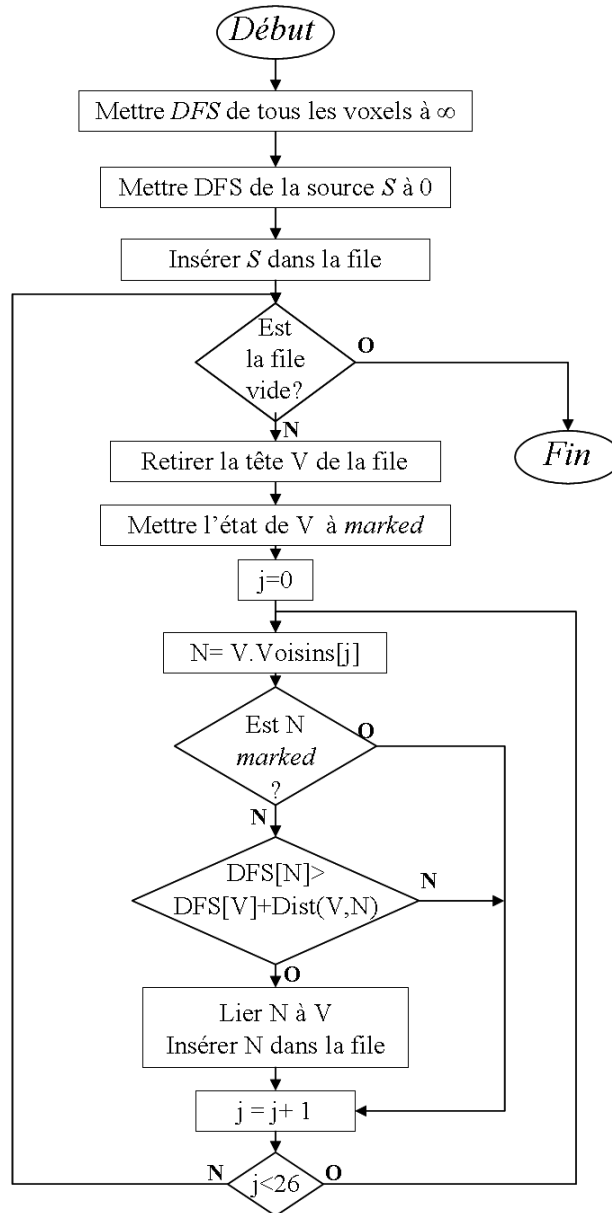 Début
Mettre DFS de tous les voxels à ∞
Mettre DFS de la source S à 0
Insérer S dans la file
Est
la file
vide?
O
N
Fin
Retirer la tête V de la file
Mettre l'état de V à marked
j=0
N= V.Voisins[j]
Est N
marked
?
O
N
DFS[N]>
DFS[V]+Dist(V,N)
N
O
Lier N à V
Insérer N dans la file
j = j+ 1
N
j<26
O